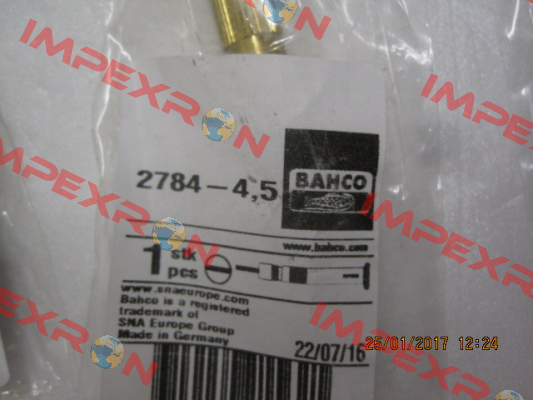 2784-4,5
BAHCO
www.bahco.com
1 stk
pcs
www.snaeurope.com
Bahco is a registered
trademark of
SNA Europe Group
Made in Germany
22/07/16
25/01/2017 12:24
IMPEXRON
IMPEXRON
IMPEXRON
IMPEXRON
IMPEXRON
IMPEXRON